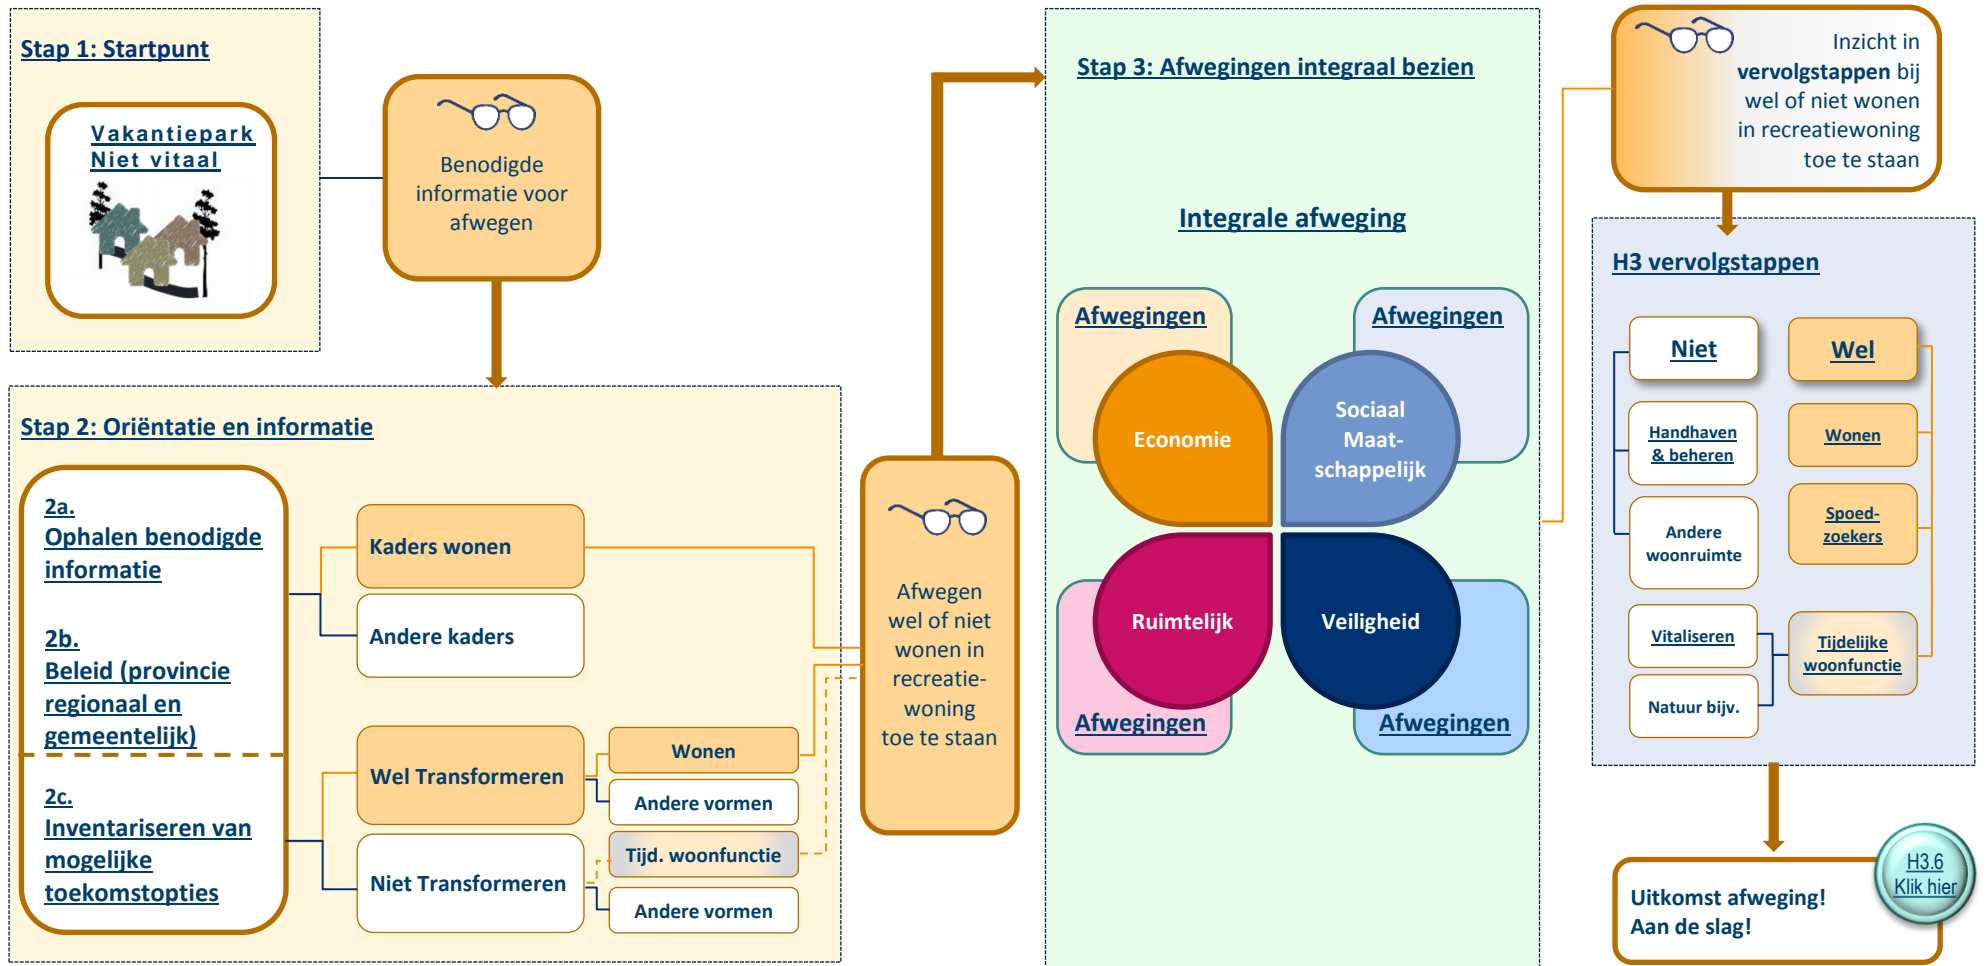 Stap 1: Startpunt
Vakantiepark
Niet vitaal
Benodigde
informatie voor
afwegen
Stap 2: Oriëntatie en informatie
2a.
Ophalen benodigde
informatie
2b.
Beleid (provincie
regionaal en
gemeentelijk)
2c.
Inventariseren van
mogelijke
toekomstopties
Kaders wonen
Andere kaders
Wel Transformeren
Niet Transformeren
Wonen
Andere vormen
Tijd. woonfunctie
Andere vormen
Afwegen
wel of niet
wonen in
recreatie-
woning
toe te staan
Stap 3: Afwegingen integraal bezien
Integrale afweging
Afwegingen
Afwegingen
Economie
Sociaal
Maat-
schappelijk
Ruimtelijk
Veiligheid
Afwegingen
Afwegingen
Inzicht in
vervolgstappen bij
wel of niet wonen
in recreatiewoning
toe te staan
H3 vervolgstappen
Niet
Handhaven
& beheren
Andere
woonruimte
Vitaliseren
Natuur bijv.
Wel
Wonen
Spoed-
zoekers
Tijdelijke
woonfunctie
H3.6
Klik hier
Uitkomst afweging!
Aan de slag!